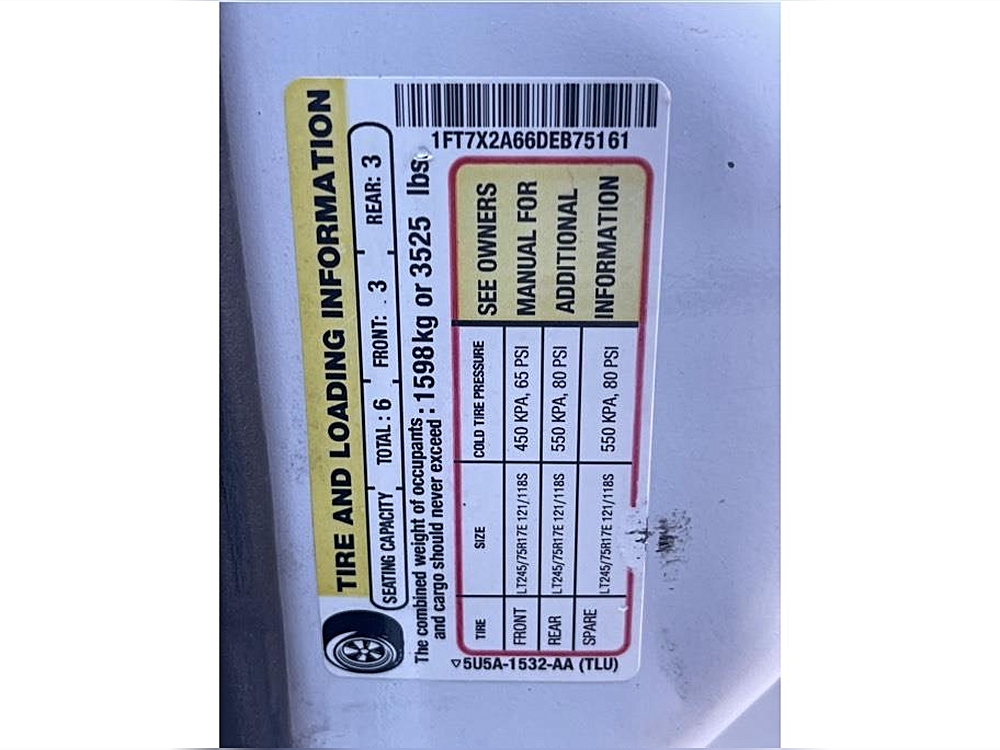 TIRE AND LOADING INFORMATION
SEATING CAPACITY TOTAL: 6 FRONT: 3 REAR: 3
The combined weight of occupants
and cargo should never exceed : 1598 kg or 3525 lbs.
TIRE SIZE COLD TIRE PRESSURE
FRONT LT245/75R17E 121/118S 450 KPA, 65 PSI
REAR LT245/75R17E 121/118S 550 KPA, 80 PSI
SPARE LT245/75R17E 121/118S 550 KPA, 80 PSI
SEE OWNERS
MANUAL FOR
ADDITIONAL
INFORMATION
5U5A-1532-AA (TLU)
1FT7X2A66DEB75161